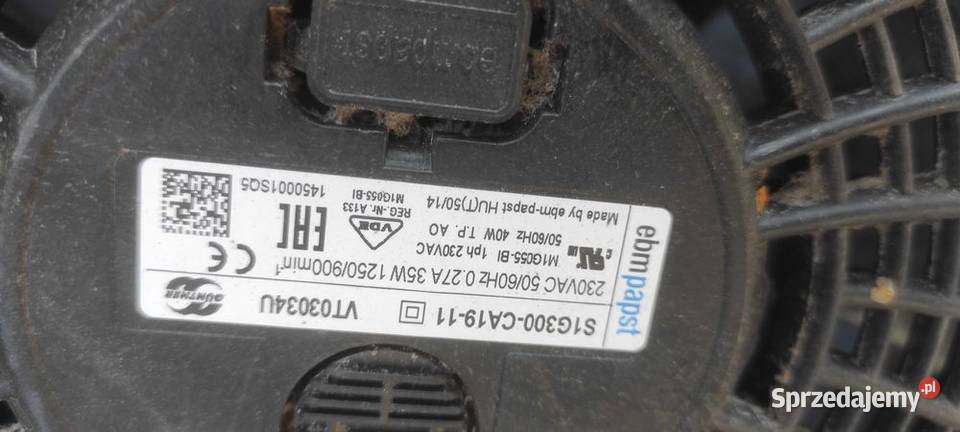 ebmpapst
S1G300-CA19-11
VT03034U
GÜNTNER
230VAC 50/60Hz 0.27A 35W 1250/900min⁻¹
CE
M1G055-BI 1ph 230VAC
50/60Hz 40W T.P. AO
Made by ebm-papst HU(T)50/14
VDE
REG.-Nr. A133
M1G055-BI
EAC
1450001SQ5
Sprzedajemy.pl